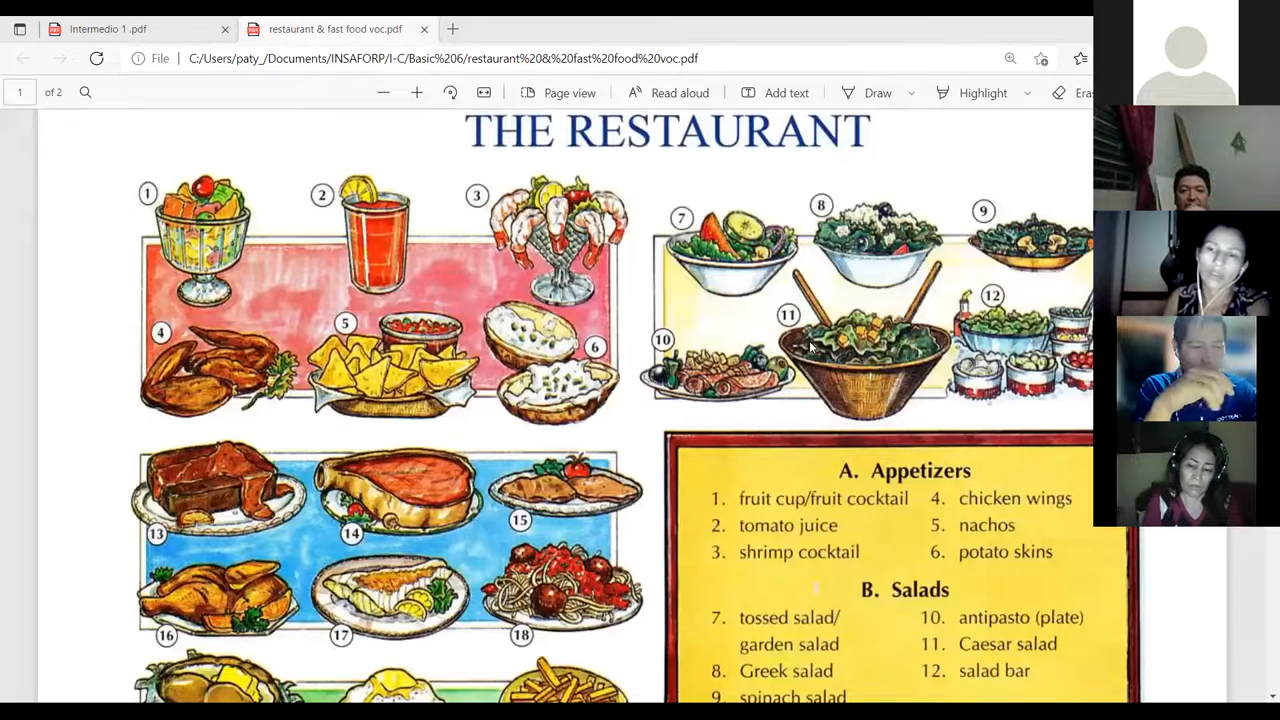 Intermedio 1 .pdf
restaurant & fast food voc.pdf
File
C:/Users/paty_/Documents/INSAFORP/I-C/Basic%206/restaurant%20&%20fast%20food%20voc.pdf
1 of 2
Page view
Read aloud
Add text
Draw
Highlight
Eras
THE RESTAURANT
1
2
3
4
5
6
7
8
9
10
11
12
13
14
15
16
17
18
A. Appetizers
1. fruit cup/fruit cocktail
2. tomato juice
3. shrimp cocktail
4. chicken wings
5. nachos
6. potato skins
B. Salads
7. tossed salad/
garden salad
8. Greek salad
9. spinach salad
10. antipasto (plate)
11. Caesar salad
12. salad bar